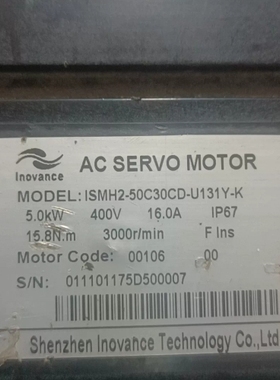 Inovance
AC SERVO MOTOR
MODEL: ISMH2-50C30CD-U131Y-K
5.0kW 400V 16.0A IP67
15.8N.m 3000r/min F Ins
Motor Code: 00106 00
S/N: 011101175D500007
Shenzhen Inovance Technology Co.,Ltd